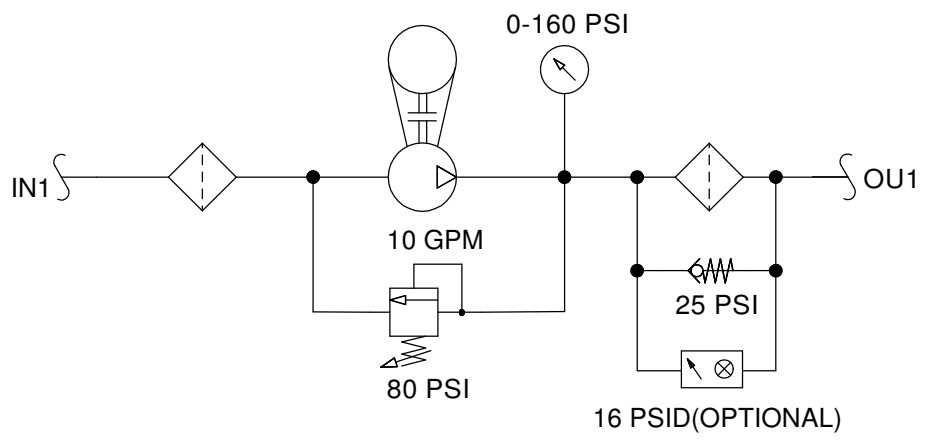 0-160 PSI
IN1
OU1
10 GPM
25 PSI
80 PSI
16 PSID(OPTIONAL)